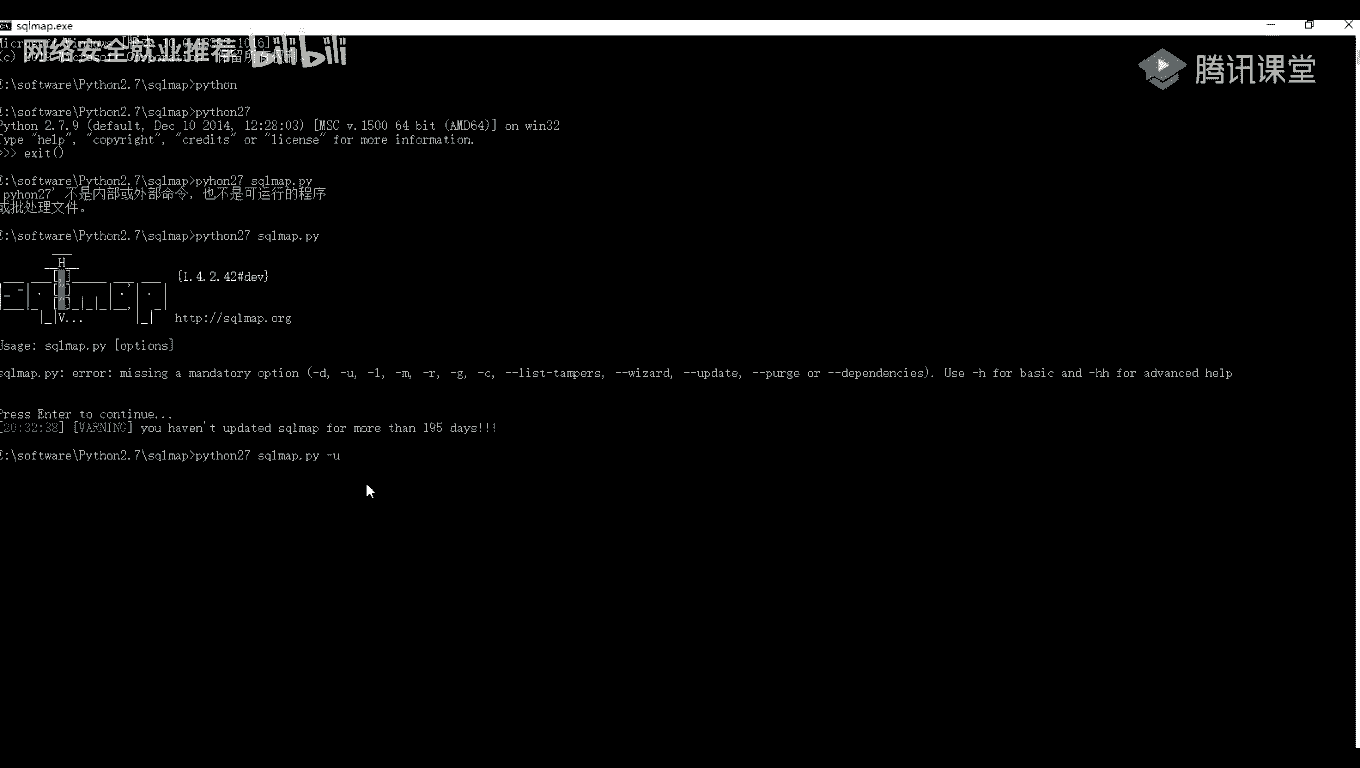 sqlmap.exe
网络安全就业推荐 bilibili
腾讯课堂
:\software\Python2.7\sqlmap>python
:\software\Python2.7\sqlmap>python27
Python 2.7.9 (default, Dec 10 2014, 12:28:03) [MSC v.1500 64 bit (AMD64)] on win32
Type "help", "copyright", "credits" or "license" for more information.
>>> exit()
:\software\Python2.7\sqlmap>pyhon27 sqlmap.py
'pyhon27' 不是内部或外部命令，也不是可运行的程序
或批处理文件。
:\software\Python2.7\sqlmap>python27 sqlmap.py
{1.4.2.42#dev}
http://sqlmap.org
Usage: sqlmap.py [options]
sqlmap.py: error: missing a mandatory option (-d, -u, -l, -m, -r, -g, -c, --list-tampers, --wizard, --update, --purge or --dependencies). Use -h for basic and -hh for advanced help
Press Enter to continue...
[20:32:38] [WARNING] you haven't updated sqlmap for more than 195 days!!!
:\software\Python2.7\sqlmap>python27 sqlmap.py -u